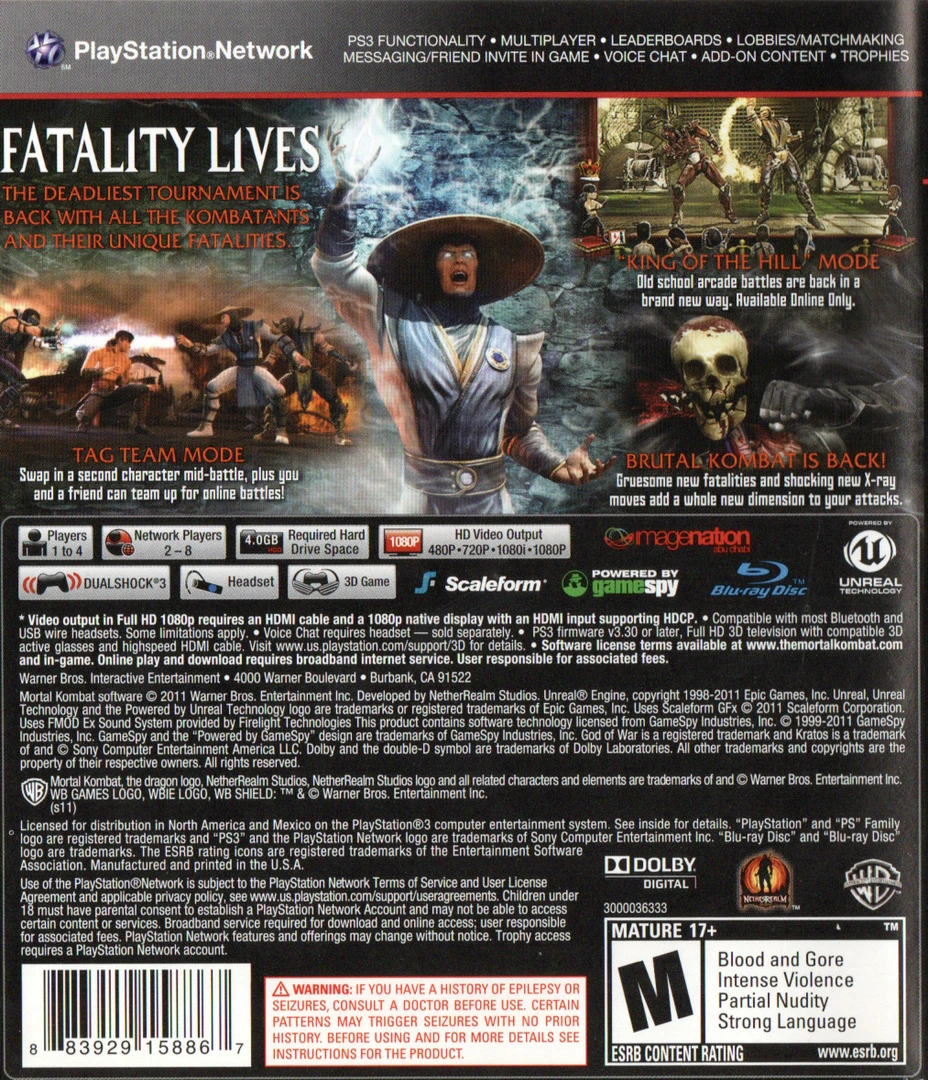 PlayStation®Network
SM
PS3 FUNCTIONALITY • MULTIPLAYER • LEADERBOARDS • LOBBIES/MATCHMAKING
MESSAGING/FRIEND INVITE IN GAME • VOICE CHAT • ADD-ON CONTENT • TROPHIES
FATALITY LIVES
THE DEADLIEST TOURNAMENT IS
BACK WITH ALL THE KOMBATANTS
AND THEIR UNIQUE FATALITIES.
"KING OF THE HILL" MODE
Old school arcade battles are back in a
brand new way. Available Online Only.
TAG TEAM MODE
Swap in a second character mid-battle, plus you
and a friend can team up for online battles!
BRUTAL KOMBAT IS BACK!
Gruesome new fatalities and shocking new X-ray
moves add a whole new dimension to your attacks.
Players
1 to 4
Network Players
2 – 8
4.0GB
HDD
Required Hard
Drive Space
1080P
HD Video Output
480P•720P•1080i•1080P
imagenation
abu dhabi
POWERED BY
UNREAL
TECHNOLOGY
DUALSHOCK®3
Headset
3D Game
Scaleform®
POWERED BY
gamespy
Blu-ray Disc™
* Video output in Full HD 1080p requires an HDMI cable and a 1080p native display with an HDMI input supporting HDCP. • Compatible with most Bluetooth and
USB wire headsets. Some limitations apply. • Voice Chat requires headset — sold separately. • PS3 firmware v3.30 or later, Full HD 3D television with compatible 3D
active glasses and highspeed HDMI cable. Visit www.us.playstation.com/support/3D for details. • Software license terms available at www.themortalkombat.com
and in-game. Online play and download requires broadband internet service. User responsible for associated fees.
Warner Bros. Interactive Entertainment • 4000 Warner Boulevard • Burbank, CA 91522
Mortal Kombat software © 2011 Warner Bros. Entertainment Inc. Developed by NetherRealm Studios. Unreal® Engine, copyright 1998-2011 Epic Games, Inc. Unreal, Unreal
Technology and the Powered by Unreal Technology logo are trademarks or registered trademarks of Epic Games, Inc. Uses Scaleform GFx © 2011 Scaleform Corporation.
Uses FMOD Ex Sound System provided by Firelight Technologies This product contains software technology licensed from GameSpy Industries, Inc. © 1999-2011 GameSpy
Industries, Inc. GameSpy and the “Powered by GameSpy” design are trademarks of GameSpy Industries, Inc. God of War is a registered trademark and Kratos is a trademark
of and © Sony Computer Entertainment America LLC. Dolby and the double-D symbol are trademarks of Dolby Laboratories. All other trademarks and copyrights are the
property of their respective owners. All rights reserved.
Mortal Kombat, the dragon logo, NetherRealm Studios, NetherRealm Studios logo and all related characters and elements are trademarks of and © Warner Bros. Entertainment Inc.
WB GAMES LOGO, WBIE LOGO, WB SHIELD: ™ & © Warner Bros. Entertainment Inc.
(s11)
Licensed for distribution in North America and Mexico on the PlayStation®3 computer entertainment system. See inside for details. “PlayStation” and “PS” Family
logo are registered trademarks and “PS3” and the PlayStation Network logo are trademarks of Sony Computer Entertainment Inc. “Blu-ray Disc” and “Blu-ray Disc”
logo are trademarks. The ESRB rating icons are registered trademarks of the Entertainment Software
Association. Manufactured and printed in the U.S.A.
Use of the PlayStation®Network is subject to the PlayStation Network Terms of Service and User License
Agreement and applicable privacy policy, see www.us.playstation.com/support/useragreements. Children under
18 must have parental consent to establish a PlayStation Network Account and may not be able to access
certain content or services. Broadband service required for download and online access; user responsible
for associated fees. PlayStation Network features and offerings may change without notice. Trophy access
requires a PlayStation Network account.
DOLBY
DIGITAL
3000036333
NETHERREALM
™
WB
MATURE 17+
™
M
Blood and Gore
Intense Violence
Partial Nudity
Strong Language
ESRB CONTENT RATING
www.esrb.org
8 83929 15886 7
WARNING: IF YOU HAVE A HISTORY OF EPILEPSY OR
SEIZURES, CONSULT A DOCTOR BEFORE USE. CERTAIN
PATTERNS MAY TRIGGER SEIZURES WITH NO PRIOR
HISTORY. BEFORE USING AND FOR MORE DETAILS SEE
INSTRUCTIONS FOR THE PRODUCT.